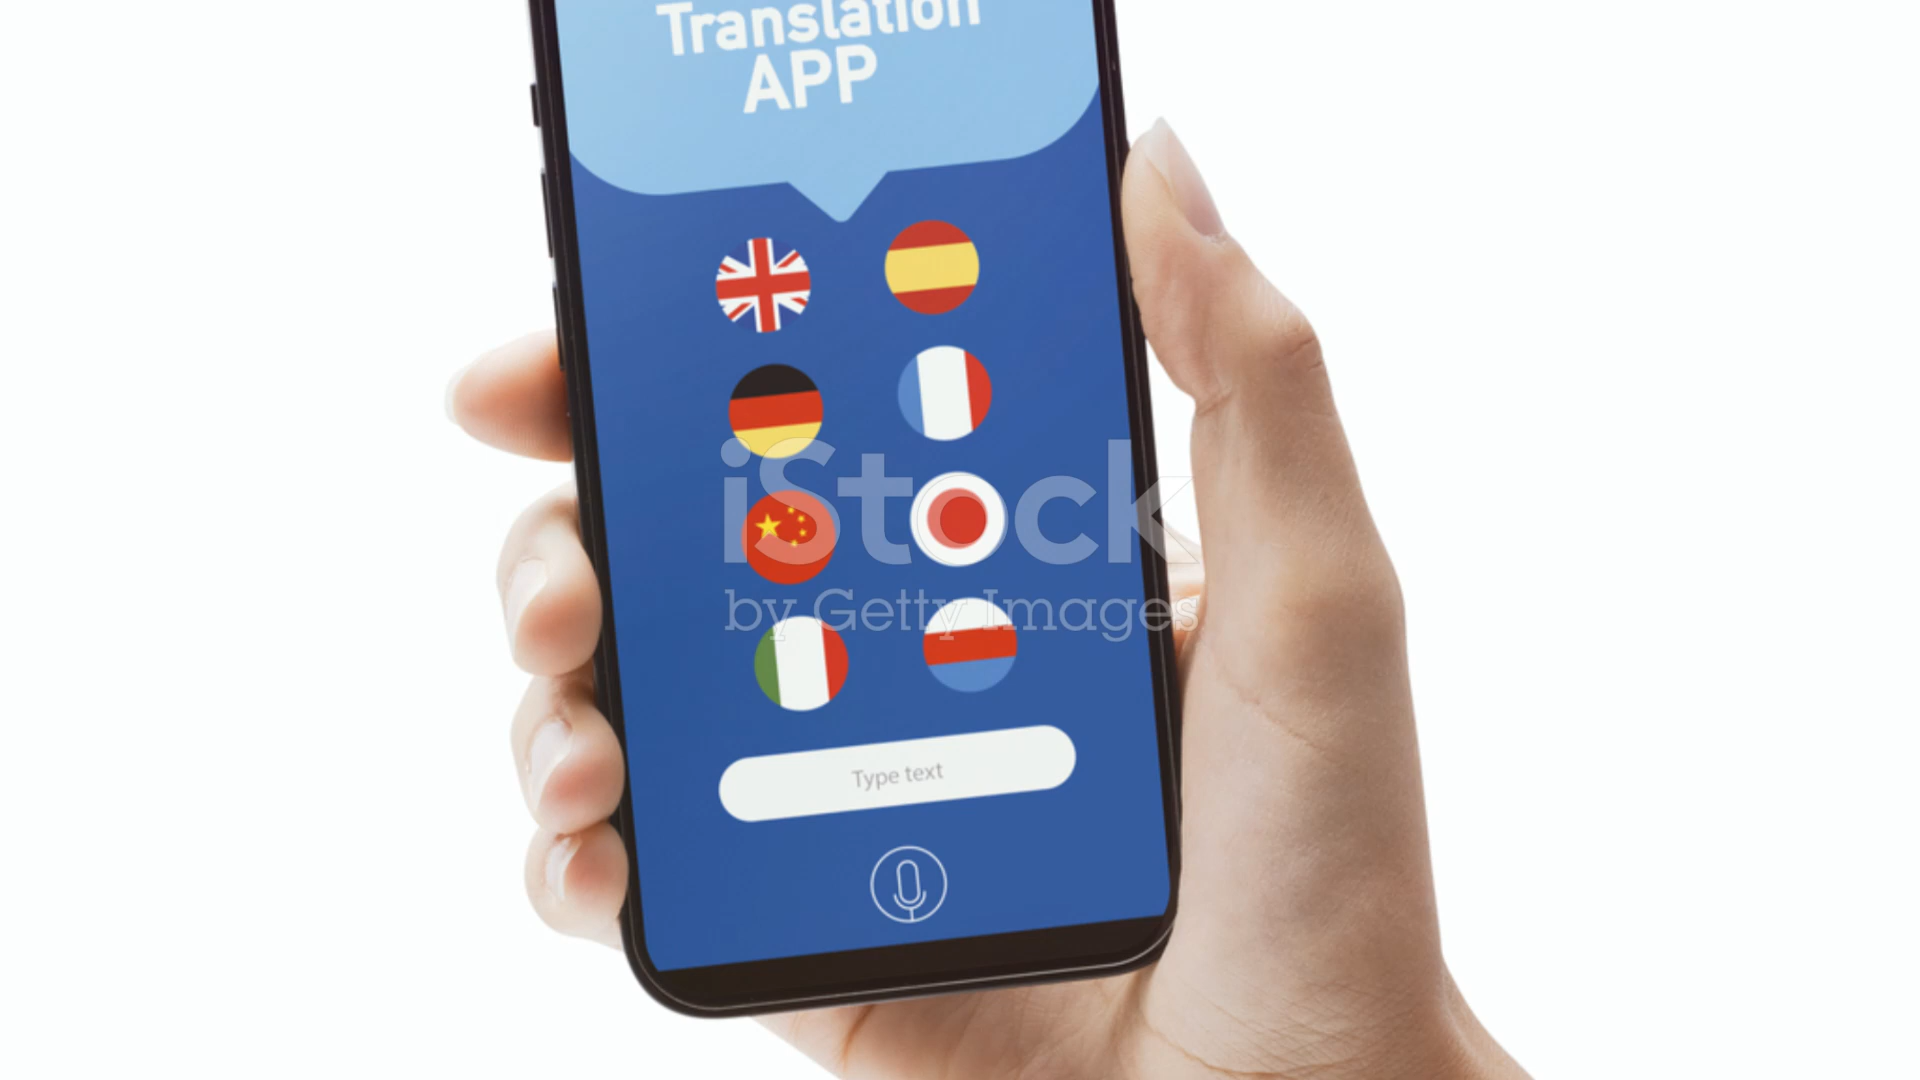 Translation
APP
iStock
by Getty Images
Type text